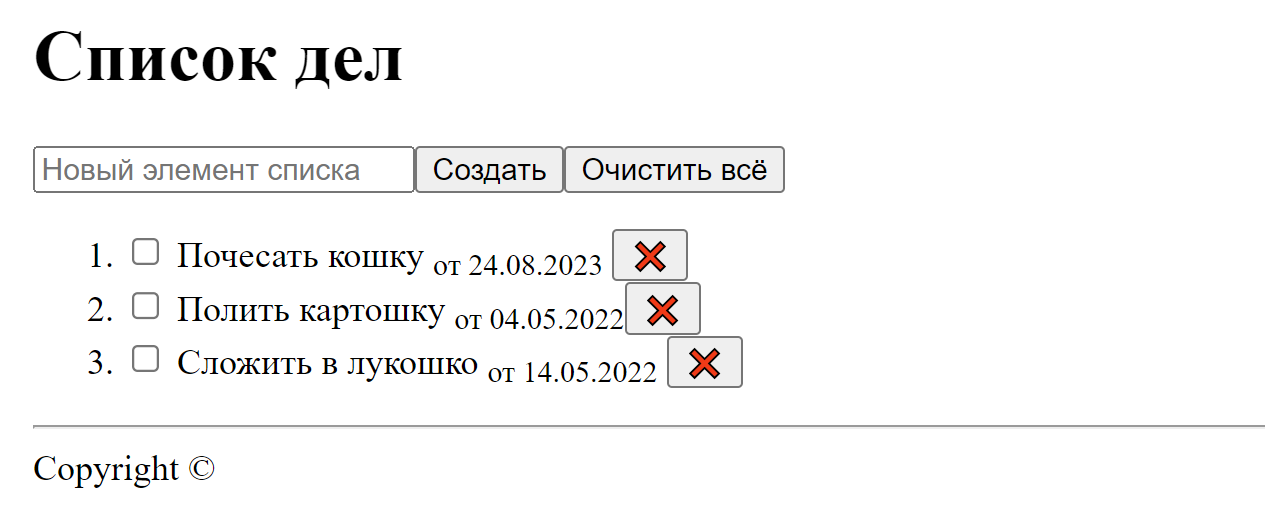 Список дел
Новый элемент списка Создать Очистить всё
1. Почесать кошку от 24.08.2023
2. Полить картошку от 04.05.2022
3. Сложить в лукошко от 14.05.2022
Copyright ©